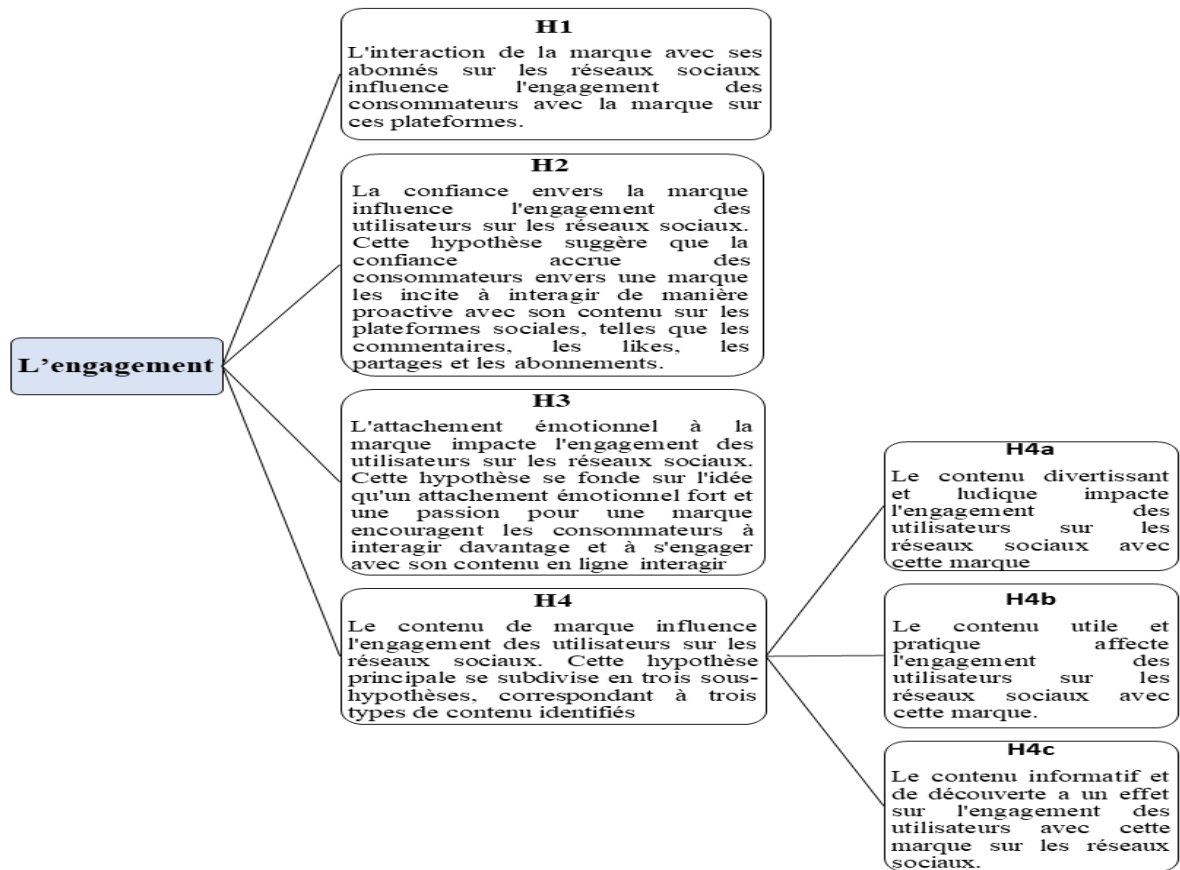 H1
L'interaction de la marque avec ses
abonnés sur les réseaux sociaux
influence l'engagement des
consommateurs avec la marque sur
ces plateformes.
H2
La confiance envers la marque
influence l'engagement des
utilisateurs sur les réseaux sociaux.
Cette hypothèse suggère que la
confiance accrue des
consommateurs envers une marque
les incite à interagir de manière
proactive avec son contenu sur les
plateformes sociales, telles que les
commentaires, les likes, les
partages et les abonnements.
L'engagement
H3
L'attachement émotionnel à la
marque impacte l'engagement des
utilisateurs sur les réseaux sociaux.
Cette hypothèse se fonde sur l'idée
qu'un attachement émotionnel fort et
une passion pour une marque
encouragent les consommateurs à
interagir davantage et à s'engager
avec son contenu en ligne interagir
H4
Le contenu de marque influence
l'engagement des utilisateurs sur les
réseaux sociaux. Cette hypothèse
principale se subdivise en trois sous-
hypothèses, correspondant à trois
types de contenu identifiés
H4a
Le contenu divertissant
et ludique impacte
l'engagement des
utilisateurs sur les
réseaux sociaux avec
cette marque
H4b
Le contenu utile et
pratique affecte
l'engagement des
utilisateurs sur les
réseaux sociaux avec
cette marque.
H4c
Le contenu informatif et
de découverte a un effet
sur l'engagement des
utilisateurs avec cette
marque sur les réseaux
sociaux.